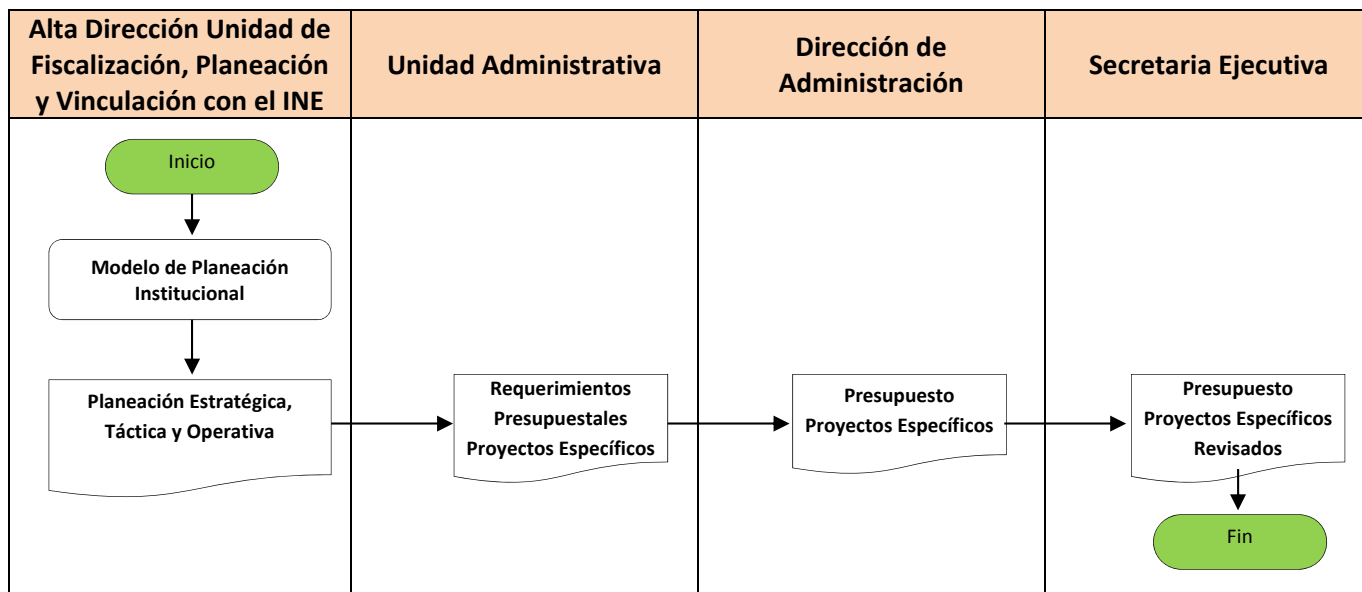 Alta Dirección Unidad de
Fiscalización, Planeación
y Vinculación con el INE
Unidad Administrativa
Dirección de
Administración
Secretaria Ejecutiva
Inicio
Modelo de Planeación
Institucional
Planeación Estratégica,
Táctica y Operativa
Requerimientos
Presupuestales
Proyectos Específicos
Presupuesto
Proyectos Específicos
Presupuesto
Proyectos Específicos
Revisados
Fin